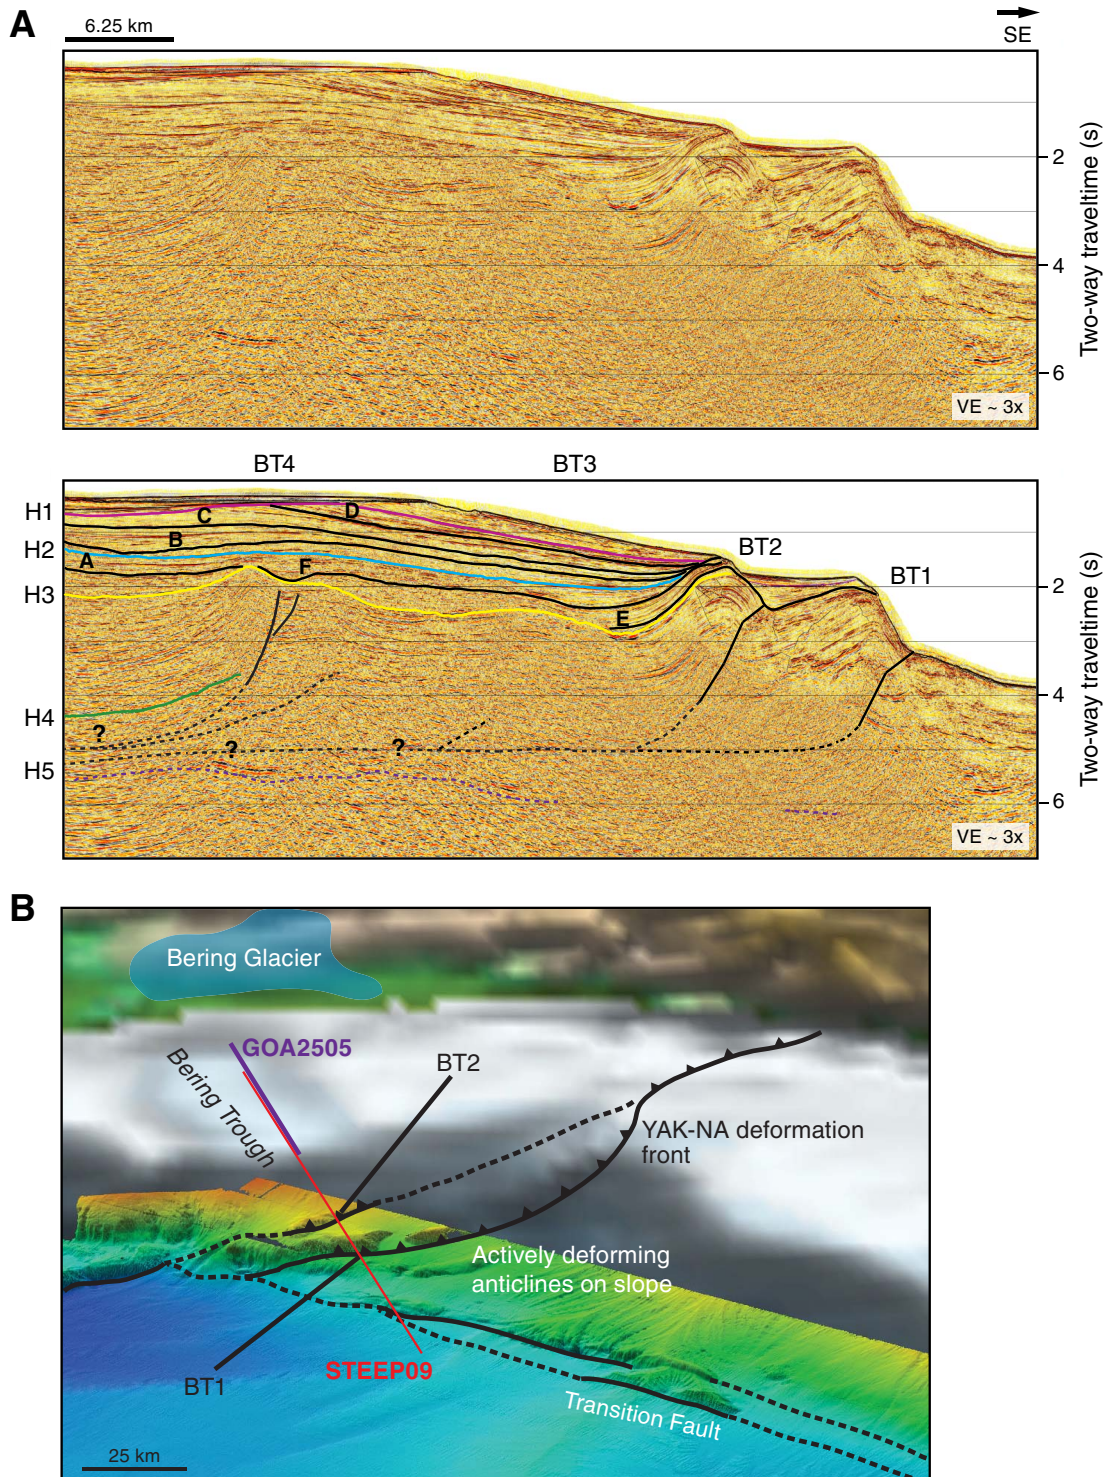 A
6.25 km
SE
2
4
6
Two-way traveltime (s)
VE ~ 3x
BT4
BT3
BT2
BT1
H1
H2
H3
H4
H5
C
D
B
A
F
E
?
?
?
2
4
6
Two-way traveltime (s)
VE ~ 3x
B
Bering Glacier
GOA2505
Bering Trough
BT2
YAK-NA deformation
front
Actively deforming
anticlines on slope
BT1
STEEP09
Transition Fault
25 km